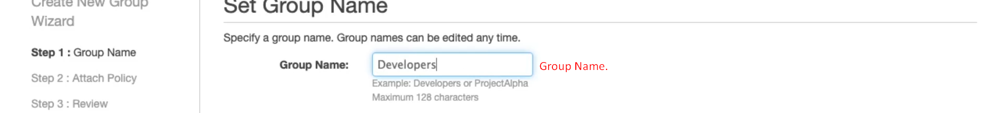 Create New Group
Wizard
Step 1 : Group Name
Step 2 : Attach Policy
Step 3 : Review
Set Group Name
Specify a group name. Group names can be edited any time.
Group Name: Developers Group Name.
Example: Developers or ProjectAlpha
Maximum 128 characters